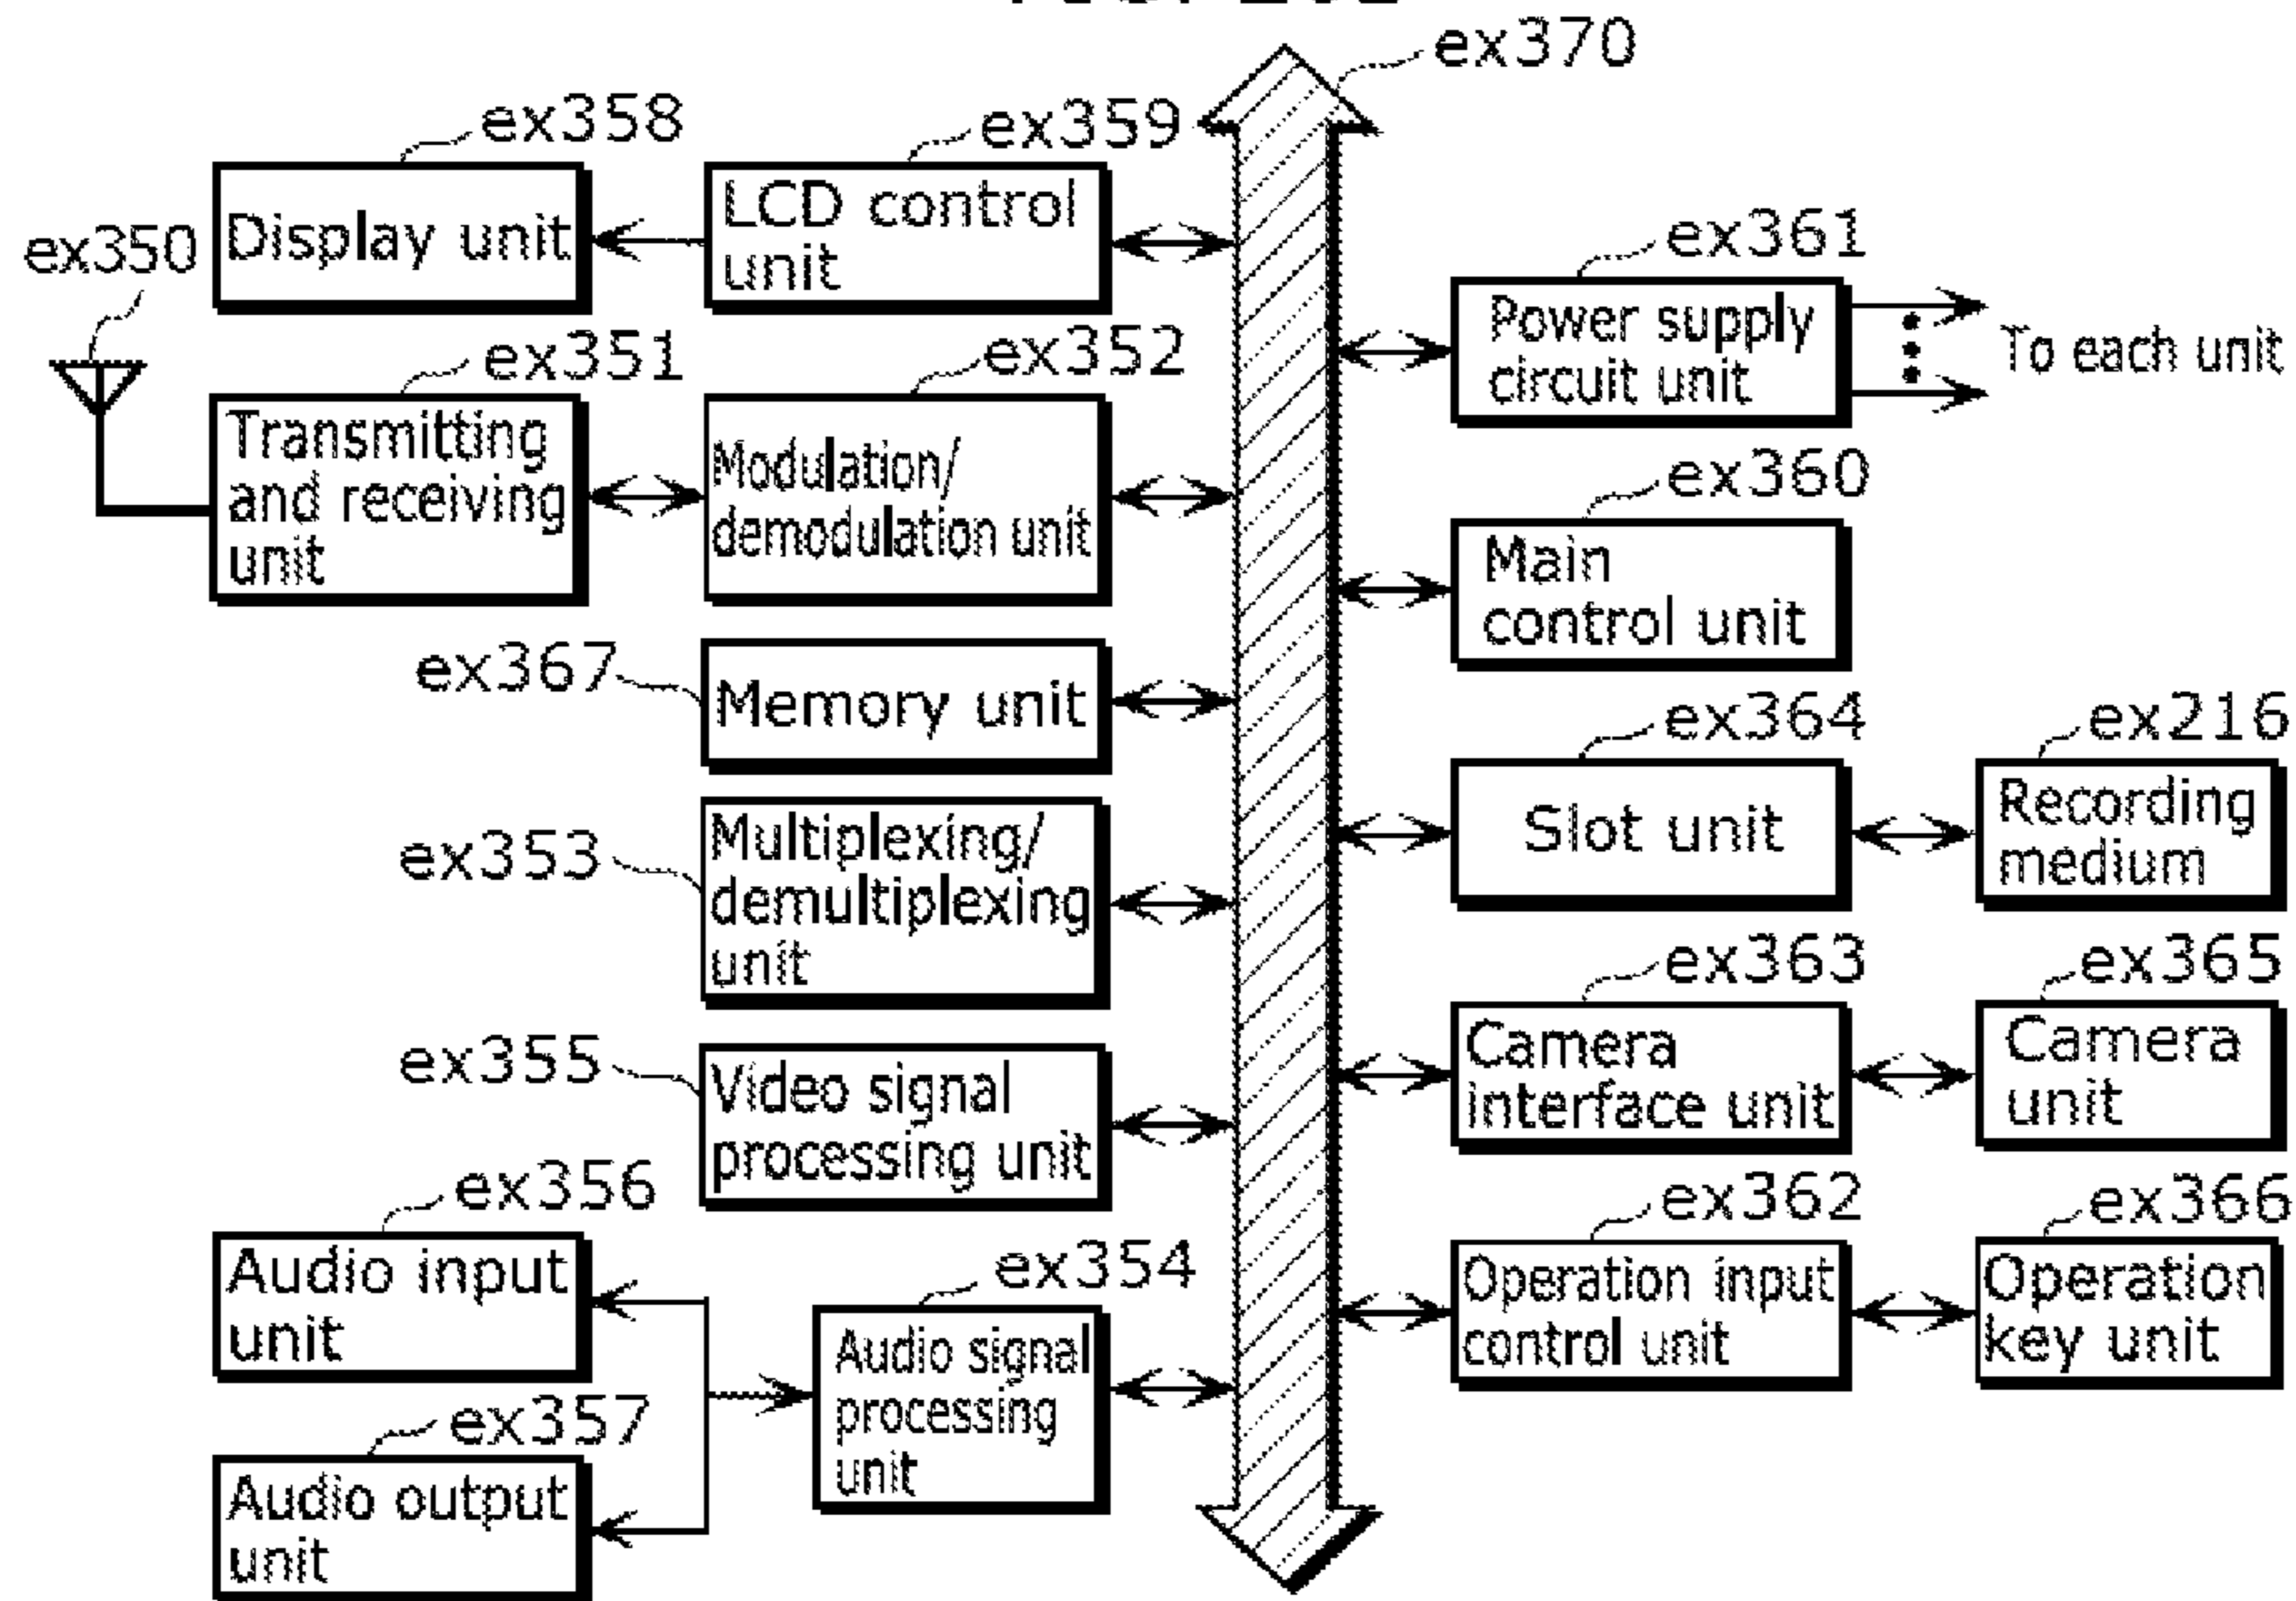 ex370
ex358
ex359
Display unit
LCD control
unit
ex350
ex361
Power supply
circuit unit
To each unit
ex351
ex352
Transmitting
and receiving
unit
Modulation/
demodulation unit
ex360
Main
control unit
ex367
Memory unit
ex364
ex216
Slot unit
Recording
medium
ex353
Multiplexing/
demultiplexing
unit
ex363
ex365
Camera
interface unit
Camera
unit
ex355
Video signal
processing unit
ex362
ex366
Operation input
control unit
Operation
key unit
ex356
Audio input
unit
ex354
Audio signal
processing
unit
ex357
Audio output
unit